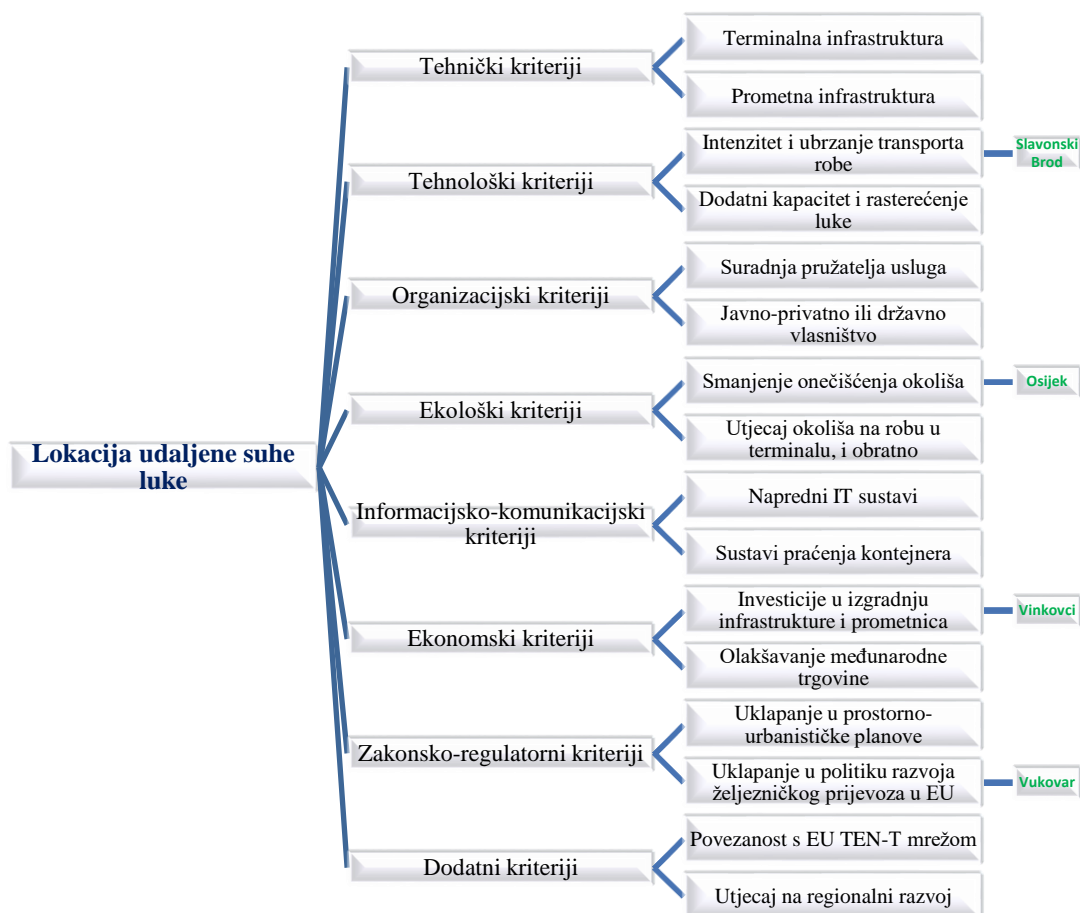 Lokacija udaljene suhe
luke
Tehnički kriteriji
Terminalna infrastruktura
Prometna infrastruktura
Tehnološki kriteriji
Intenzitet i ubrzanje transporta
robe
Slavonski
Brod
Dodatni kapacitet i rasterećenje
luke
Organizacijski kriteriji
Suradnja pružatelja usluga
Javno-privatno ili državno
vlasništvo
Ekološki kriteriji
Smanjenje onečišćenja okoliša
Osijek
Utjecaj okoliša na robu u
terminalu, i obratno
Informacijsko-komunikacijski
kriteriji
Napredni IT sustavi
Sustavi praćenja kontejnera
Ekonomski kriteriji
Investicije u izgradnju
infrastrukture i prometnica
Vinkovci
Olakšavanje međunarodne
trgovine
Zakonsko-regulatorni kriteriji
Uklapanje u prostorno-
urbanističke planove
Uklapanje u politiku razvoja
željezničkog prijevoza u EU
Vukovar
Dodatni kriteriji
Povezanost s EU TEN-T mrežom
Utjecaj na regionalni razvoj